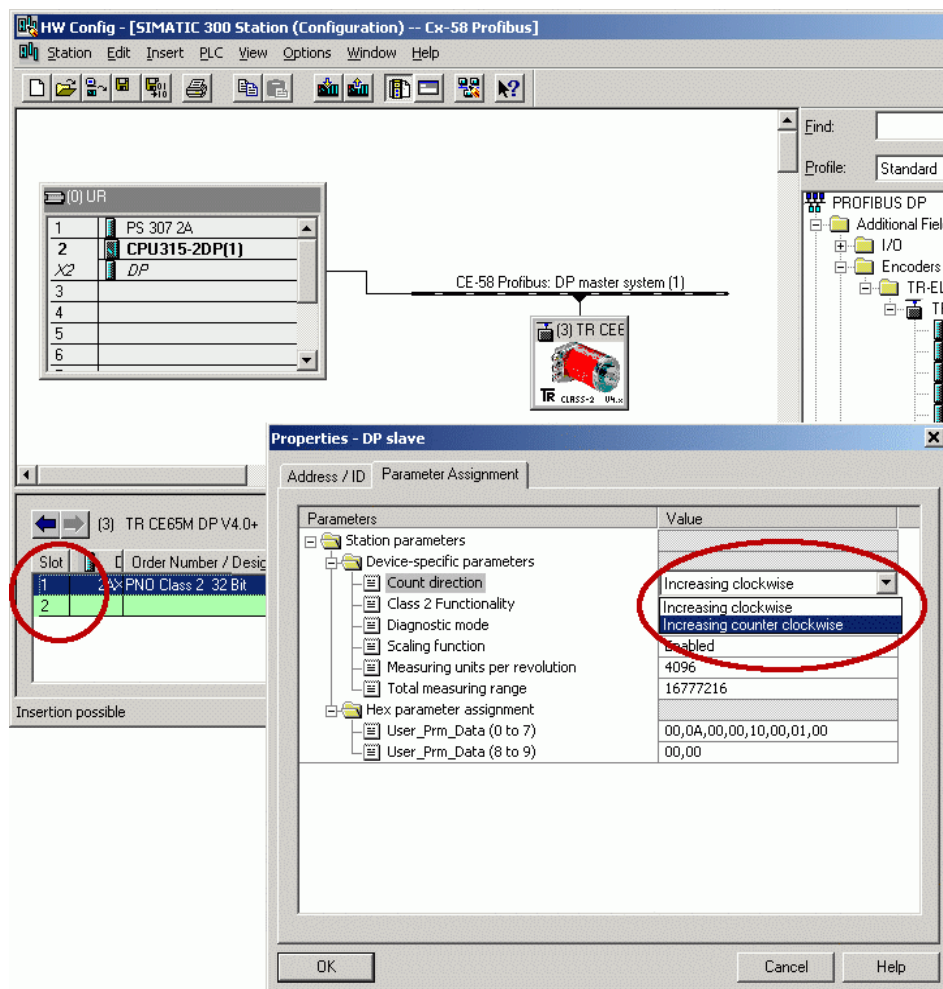 HW Config - [SIMATIC 300 Station (Configuration) -- Cx-58 Profibus]
Station Edit Insert PLC View Options Window Help
Find:
Profile: Standard
(0) UR
1 PS 307 2A
2 CPU315-2DP(1)
X2 DP
3
4
5
6
7
CE-58 Profibus: DP master system (1)
(3) TR CE6
TR CLASS-2 V4.x
PROFIBUS DP
Additional Fiel
I/O
Encoders
TR-EL
Properties - DP slave
Address / ID Parameter Assignment
Parameters Value
Station parameters
Device-specific parameters
Count direction Increasing clockwise
Increasing clockwise
Class 2 Functionality
Increasing counter clockwise
Diagnostic mode
Scaling function Enabled
Measuring units per revolution 4096
Total measuring range 16777216
Hex parameter assignment
User_Prm_Data (0 to 7) 00,0A,00,00,10,00,01,00
User_Prm_Data (8 to 9) 00,00
OK Cancel Help
(3) TR CE65M DP V4.0+
Slot D Order Number / Desig
1 PNO Class 2 32 Bit
2
Insertion possible